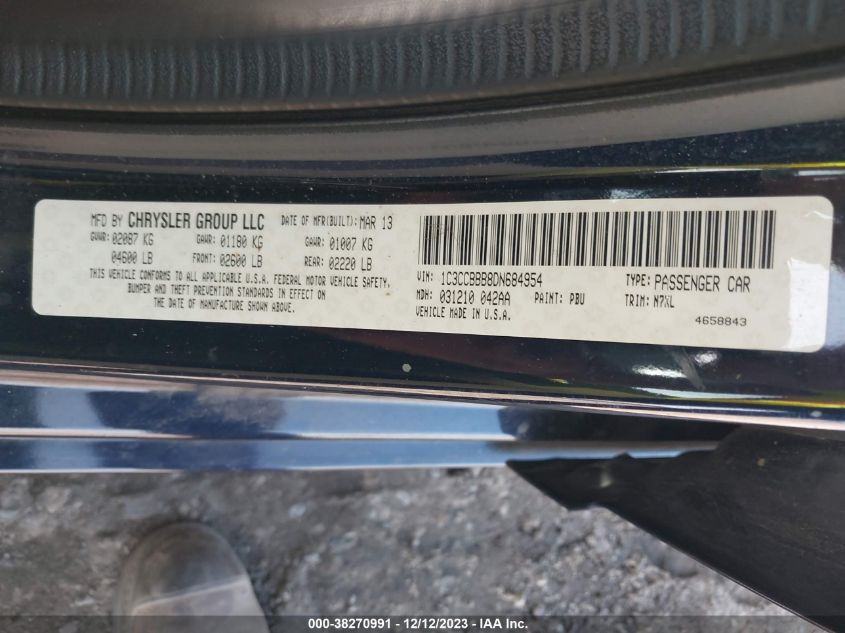 MFD BY CHRYSLER GROUP LLC DATE OF MFR(BUILT): MAR 13
GVWR: 02087 KG GAWR: 01180 KG GAWR: 01007 KG
04600 LB FRONT: 02600 LB REAR: 02220 LB
THIS VEHICLE CONFORMS TO ALL APPLICABLE U.S.A. FEDERAL MOTOR VEHICLE SAFETY,
BUMPER AND THEFT PREVENTION STANDARDS IN EFFECT ON
THE DATE OF MANUFACTURE SHOWN ABOVE.
VIN: 1C3CCBBB8DN684954 TYPE: PASSENGER CAR
MDH: 031210 042AA PAINT: PBU TRIM: N7XL
VEHICLE MADE IN U.S.A.
4658843
000-38270991 - 12/12/2023 - IAAI.com